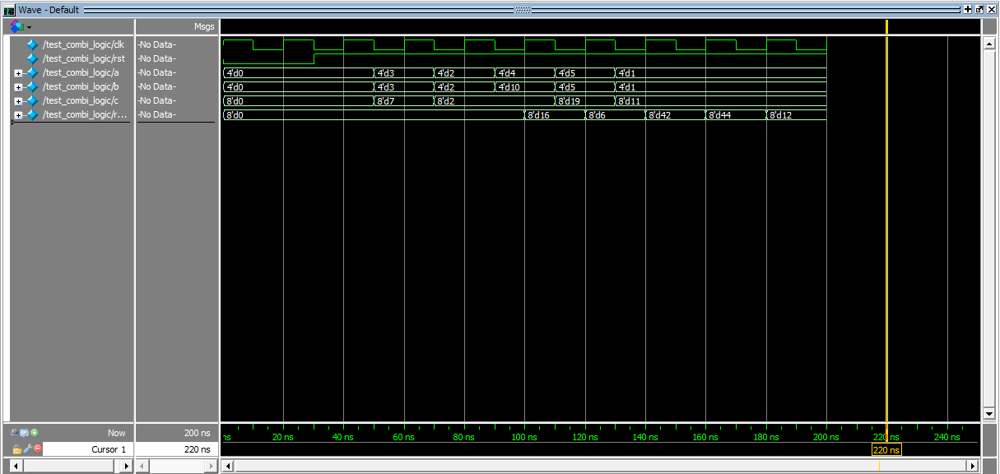 Wave - Default
Msgs
/test_combi_logic/clk -No Data-
/test_combi_logic/rst -No Data-
/test_combi_logic/a -No Data- 4'd0 4'd3 4'd2 4'd4 4'd5 4'd1
/test_combi_logic/b -No Data- 4'd0 4'd3 4'd2 4'd10 4'd5 4'd1
/test_combi_logic/c -No Data- 8'd0 8'd7 8'd2 8'd19 8'd11
/test_combi_logic/r... -No Data- 8'd0 8'd16 8'd6 8'd42 8'd44 8'd12
Now 200 ns ns 20 ns 40 ns 60 ns 80 ns 100 ns 120 ns 140 ns 160 ns 180 ns 200 ns 220 ns 240 ns
Cursor 1 220 ns 220 ns